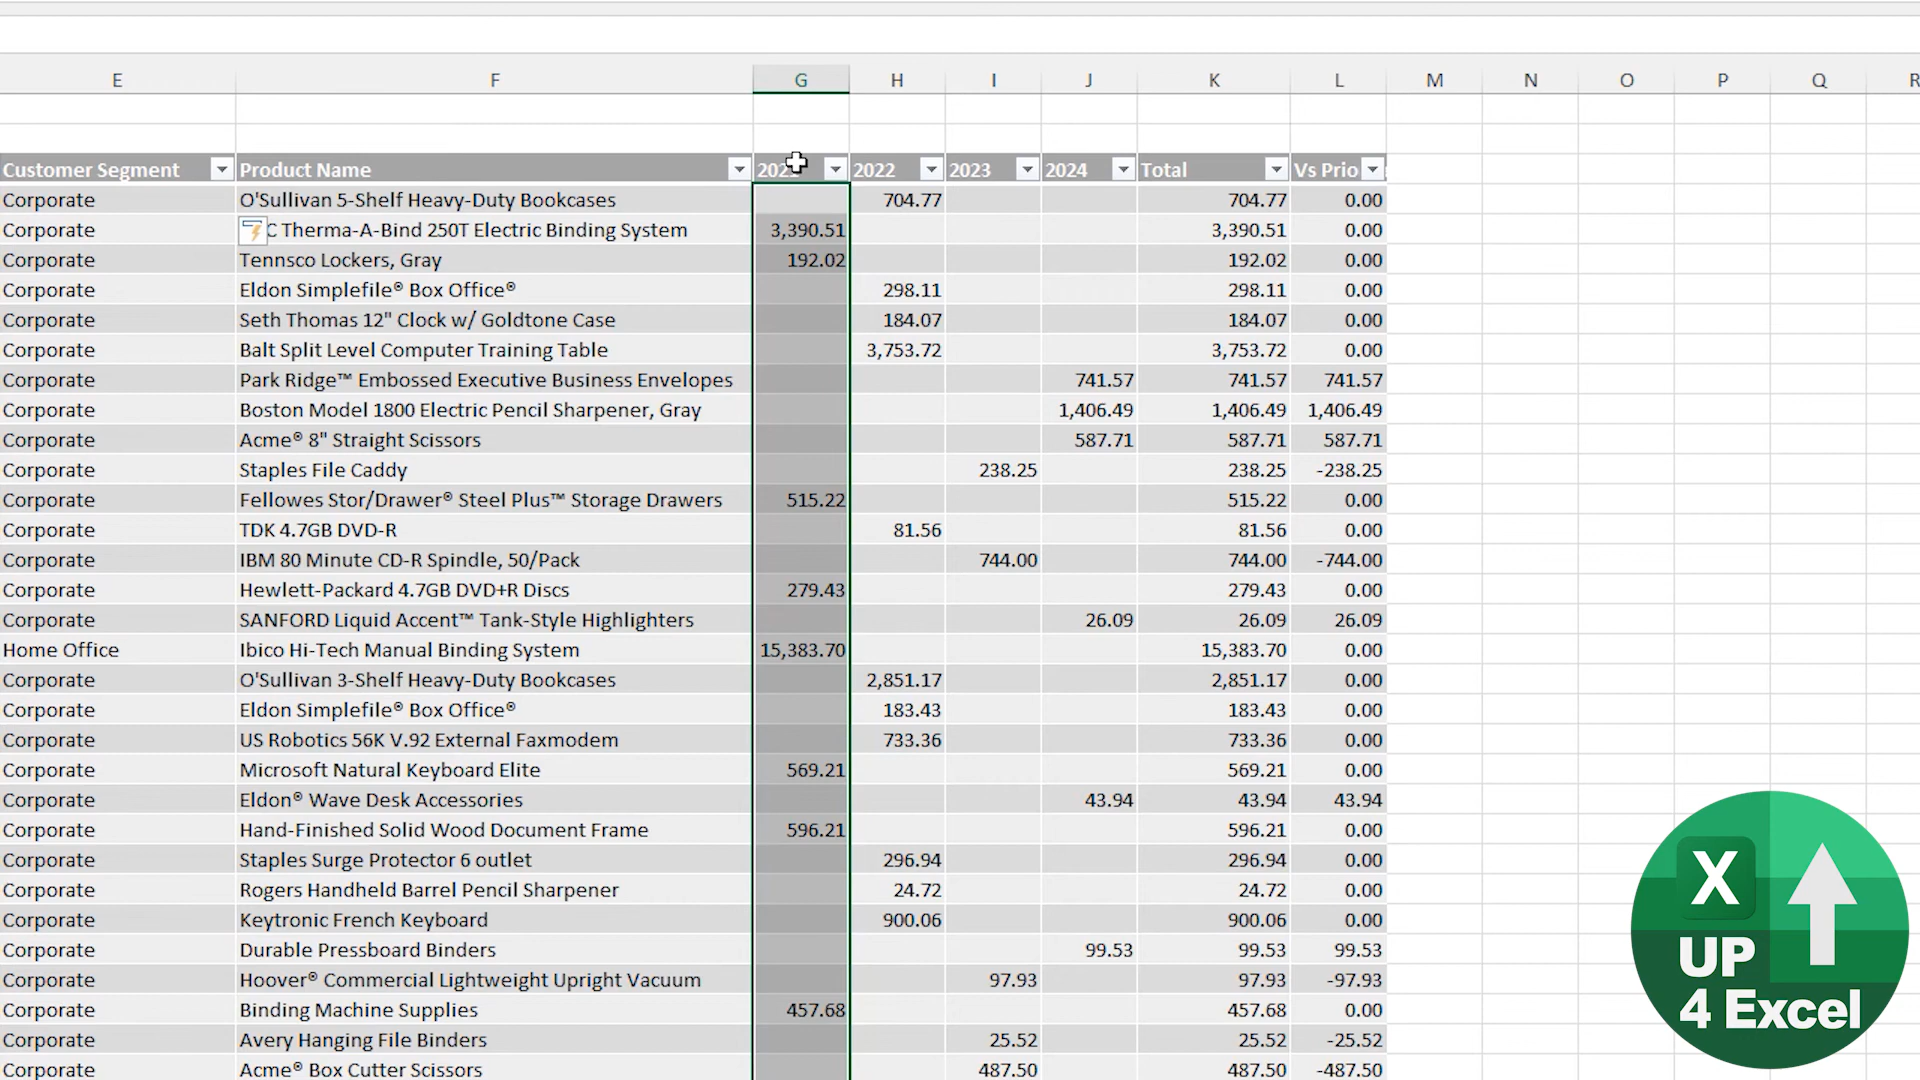 E F G H I J K L M N O P Q R
Customer Segment Product Name 2022 2023 2024 Total Vs Prio
Corporate O'Sullivan 5-Shelf Heavy-Duty Bookcases 704.77 704.77 0.00
Corporate C Therma-A-Bind 250T Electric Binding System 3,390.51 3,390.51 0.00
Corporate Tennsco Lockers, Gray 192.02 192.02 0.00
Corporate Eldon Simplefile® Box Office® 298.11 298.11 0.00
Corporate Seth Thomas 12" Clock w/ Goldtone Case 184.07 184.07 0.00
Corporate Balt Split Level Computer Training Table 3,753.72 3,753.72 0.00
Corporate Park Ridge™ Embossed Executive Business Envelopes 741.57 741.57 741.57
Corporate Boston Model 1800 Electric Pencil Sharpener, Gray 1,406.49 1,406.49 1,406.49
Corporate Acme® 8" Straight Scissors 587.71 587.71 587.71
Corporate Staples File Caddy 238.25 238.25 -238.25
Corporate Fellowes Stor/Drawer® Steel Plus™ Storage Drawers 515.22 515.22 0.00
Corporate TDK 4.7GB DVD-R 81.56 81.56 0.00
Corporate IBM 80 Minute CD-R Spindle, 50/Pack 744.00 744.00 -744.00
Corporate Hewlett-Packard 4.7GB DVD+R Discs 279.43 279.43 0.00
Corporate SANFORD Liquid Accent™ Tank-Style Highlighters 26.09 26.09 26.09
Home Office Ibico Hi-Tech Manual Binding System 15,383.70 15,383.70 0.00
Corporate O'Sullivan 3-Shelf Heavy-Duty Bookcases 2,851.17 2,851.17 0.00
Corporate Eldon Simplefile® Box Office® 183.43 183.43 0.00
Corporate US Robotics 56K V.92 External Faxmodem 733.36 733.36 0.00
Corporate Microsoft Natural Keyboard Elite 569.21 569.21 0.00
Corporate Eldon® Wave Desk Accessories 43.94 43.94 43.94
Corporate Hand-Finished Solid Wood Document Frame 596.21 596.21 0.00
Corporate Staples Surge Protector 6 outlet 296.94 296.94 0.00
Corporate Rogers Handheld Barrel Pencil Sharpener 24.72 24.72 0.00
Corporate Keytronic French Keyboard 900.06 900.06 0.00
Corporate Durable Pressboard Binders 99.53 99.53 99.53
Corporate Hoover® Commercial Lightweight Upright Vacuum 97.93 97.93 -97.93
Corporate Binding Machine Supplies 457.68 457.68 0.00
Corporate Avery Hanging File Binders 25.52 25.52 -25.52
Corporate Acme® Box Cutter Scissors 487.50 487.50 -487.50
X
UP
4 Excel